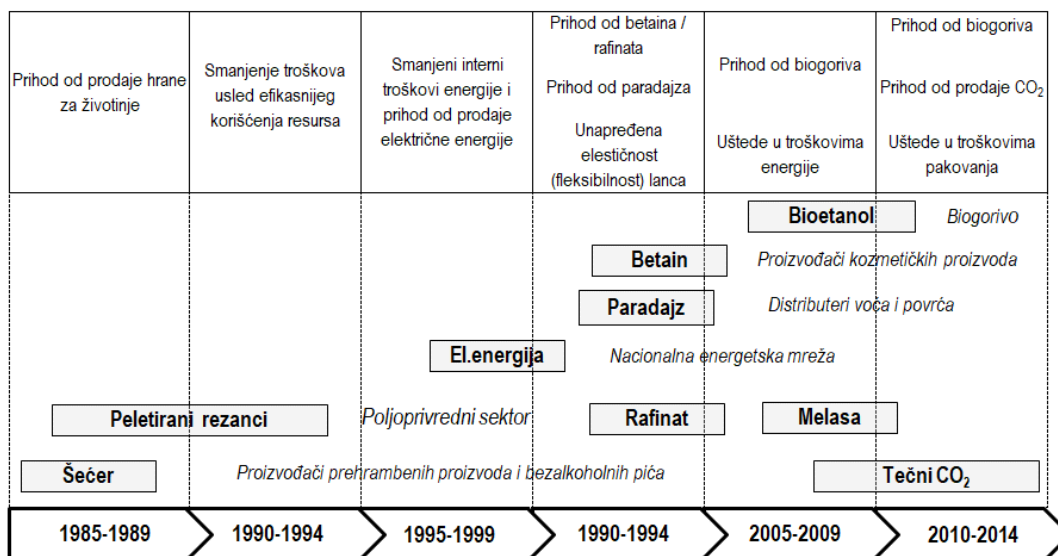 Prihod od prodaje hrane
za životinje
Smanjenje troškova
usled efikasnijeg
korišćenja resursa
Smanjeni interni
troškovi energije i
prihod od prodaje
električne energije
Prihod od betaina /
rafinata
Prihod od paradajza
Unapređena
elestičnost
(fleksibilnost) lanca
Prihod od biogoriva
Uštede u troškovima
energije
Prihod od biogoriva
Prihod od prodaje CO₂
Uštede u troškovima
pakovanja
Bioetanol Biogorivo
Betain Proizvođači kozmetičkih proizvoda
Paradajz Distributeri voća i povrća
El.energija Nacionalna energetska mreža
Peletirani rezanci Poljoprivredni sektor Rafinat Melasa
Šećer Proizvođači prehrambenih proizvoda i bezalkoholnih pića Tečni CO₂
1985-1989 1990-1994 1995-1999 1990-1994 2005-2009 2010-2014